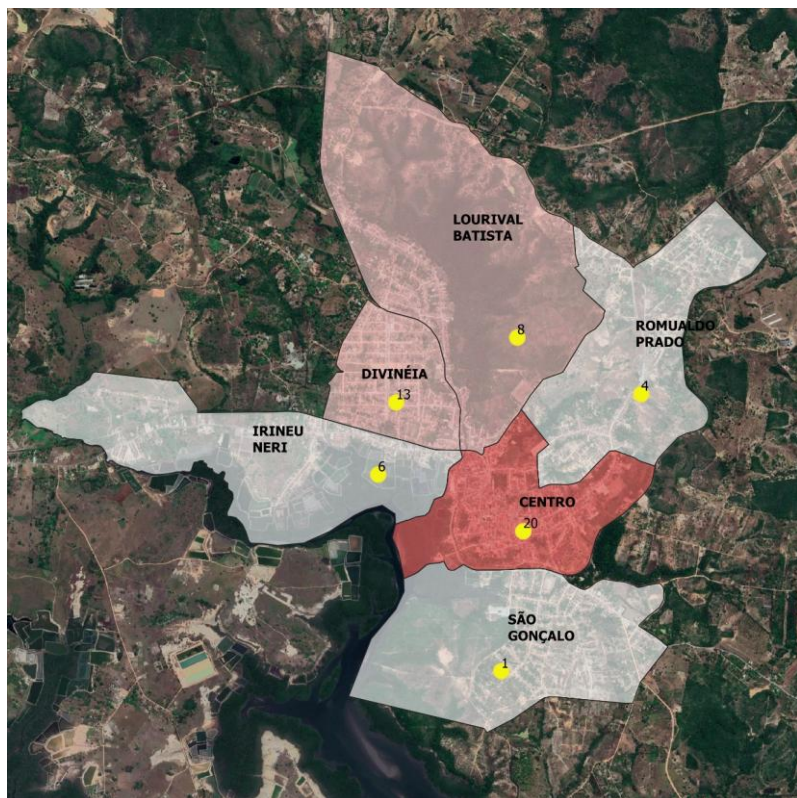 LOURIVAL
BATISTA
8
ROMUALDO
PRADO
4
DIVINÉIA
13
IRINEU
NERI
6
CENTRO
20
SÃO
GONÇALO
1